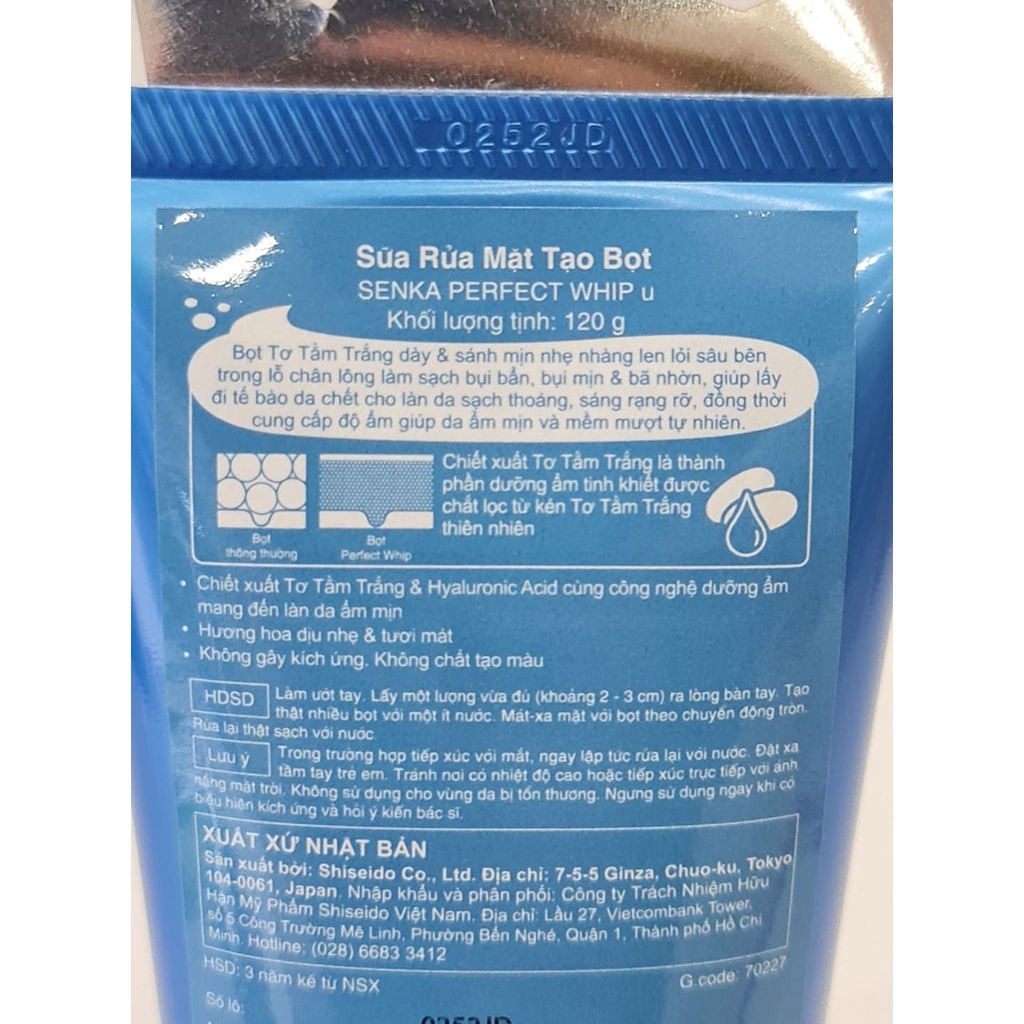 0252JD
Sữa Rửa Mặt Tạo Bọt
SENKA PERFECT WHIP u
Khối lượng tịnh: 120 g
Bọt Tơ Tằm Trắng dày & sánh mịn nhẹ nhàng len lỏi sâu bên
trong lỗ chân lông làm sạch bụi bẩn, bụi mịn & bã nhờn, giúp lấy
đi tế bào da chết cho làn da sạch thoáng, sáng rạng rỡ, đồng thời
cung cấp độ ẩm giúp da ẩm mịn và mềm mượt tự nhiên.
Chiết xuất Tơ Tằm Trắng là thành
phần dưỡng ẩm tinh khiết được
chắt lọc từ kén Tơ Tằm Trắng
thiên nhiên
Bọt
thông thường
Bọt
Perfect Whip
• Chiết xuất Tơ Tằm Trắng & Hyaluronic Acid cùng công nghệ dưỡng ẩm
mang đến làn da ẩm mịn
• Hương hoa dịu nhẹ & tươi mát
• Không gây kích ứng. Không chất tạo màu
HDSD Làm ướt tay. Lấy một lượng vừa đủ (khoảng 2 - 3 cm) ra lòng bàn tay. Tạo
thật nhiều bọt với một ít nước. Mát-xa mặt với bọt theo chuyển động tròn.
Rửa lại thật sạch với nước.
Lưu ý Trong trường hợp tiếp xúc với mắt, ngay lập tức rửa lại với nước. Đặt xa
tầm tay trẻ em. Tránh nơi có nhiệt độ cao hoặc tiếp xúc trực tiếp với ánh
nắng mặt trời. Không sử dụng cho vùng da bị tổn thương. Ngưng sử dụng ngay khi có
biểu hiện kích ứng và hỏi ý kiến bác sĩ.
XUẤT XỨ NHẬT BẢN
Sản xuất bởi: Shiseido Co., Ltd. Địa chỉ: 7-5-5 Ginza, Chuo-ku, Tokyo
104-0061, Japan. Nhập khẩu và phân phối: Công ty Trách Nhiệm Hữu
Hạn Mỹ Phẩm Shiseido Việt Nam. Địa chỉ: Lầu 27, Vietcombank Tower,
số 5 Công Trường Mê Linh, Phường Bến Nghé, Quận 1, Thành phố Hồ Chí
Minh. Hotline: (028) 6683 3412
HSD: 3 năm kể từ NSX
G.code: 70227
Số lô:
0252JD